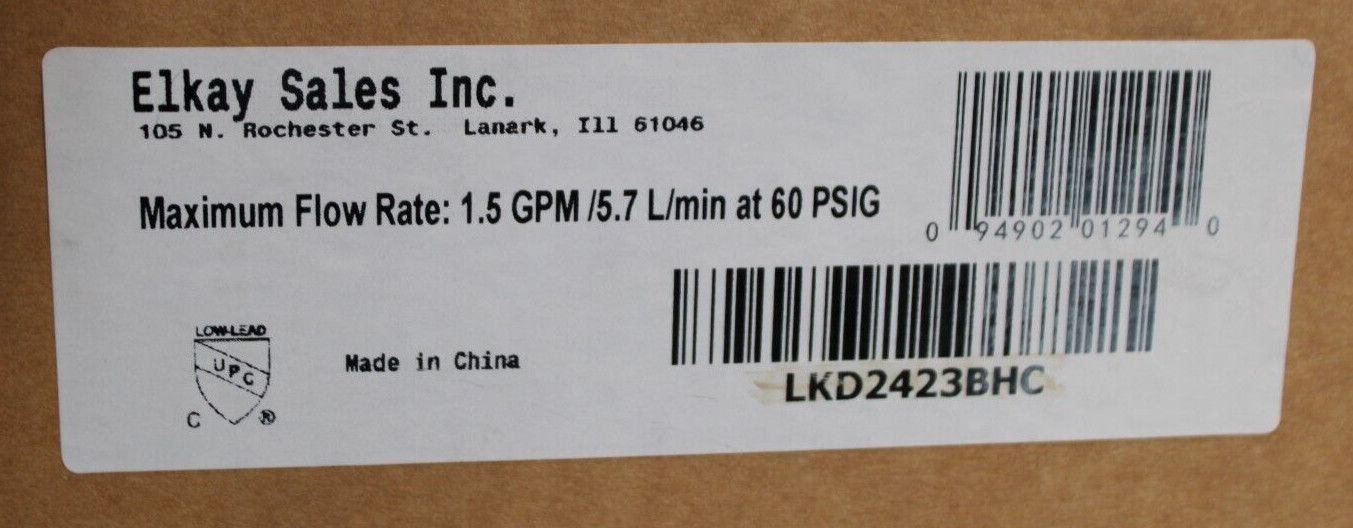 Elkay Sales Inc.
105 N. Rochester St. Lanark, Ill 61046
Maximum Flow Rate: 1.5 GPM /5.7 L/min at 60 PSIG
0 94902 01294 0
LOW-LEAD
UPC
C ®
Made in China
LKD2423BHC